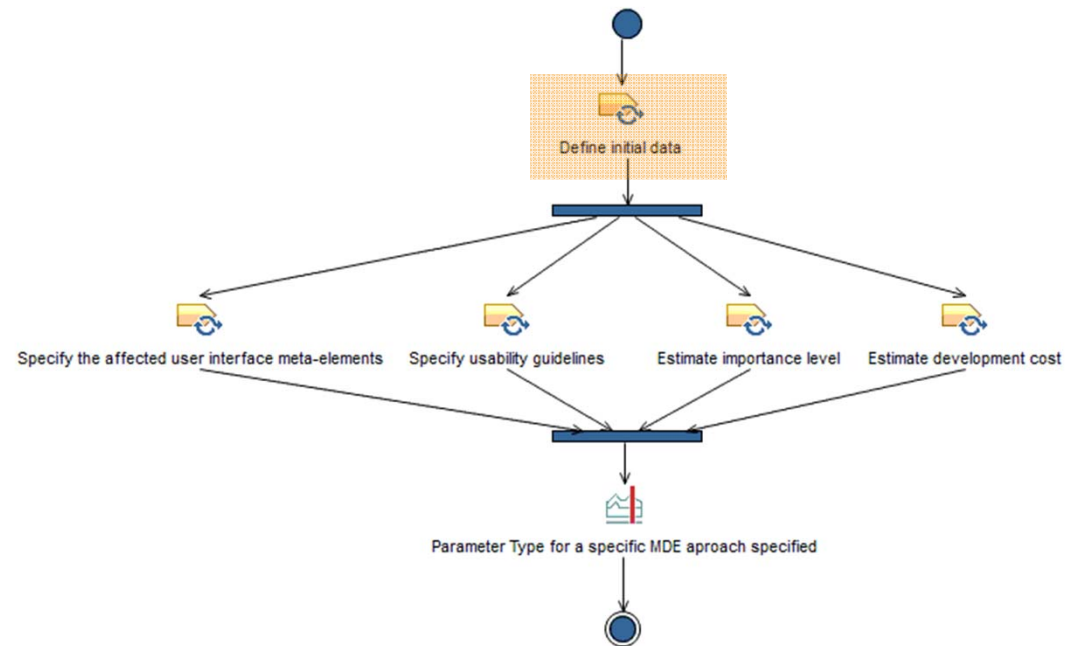 Define initial data
Specify the affected user interface meta-elements
Specify usability guidelines
Estimate importance level
Estimate development cost
Parameter Type for a specific MDE aproach specified